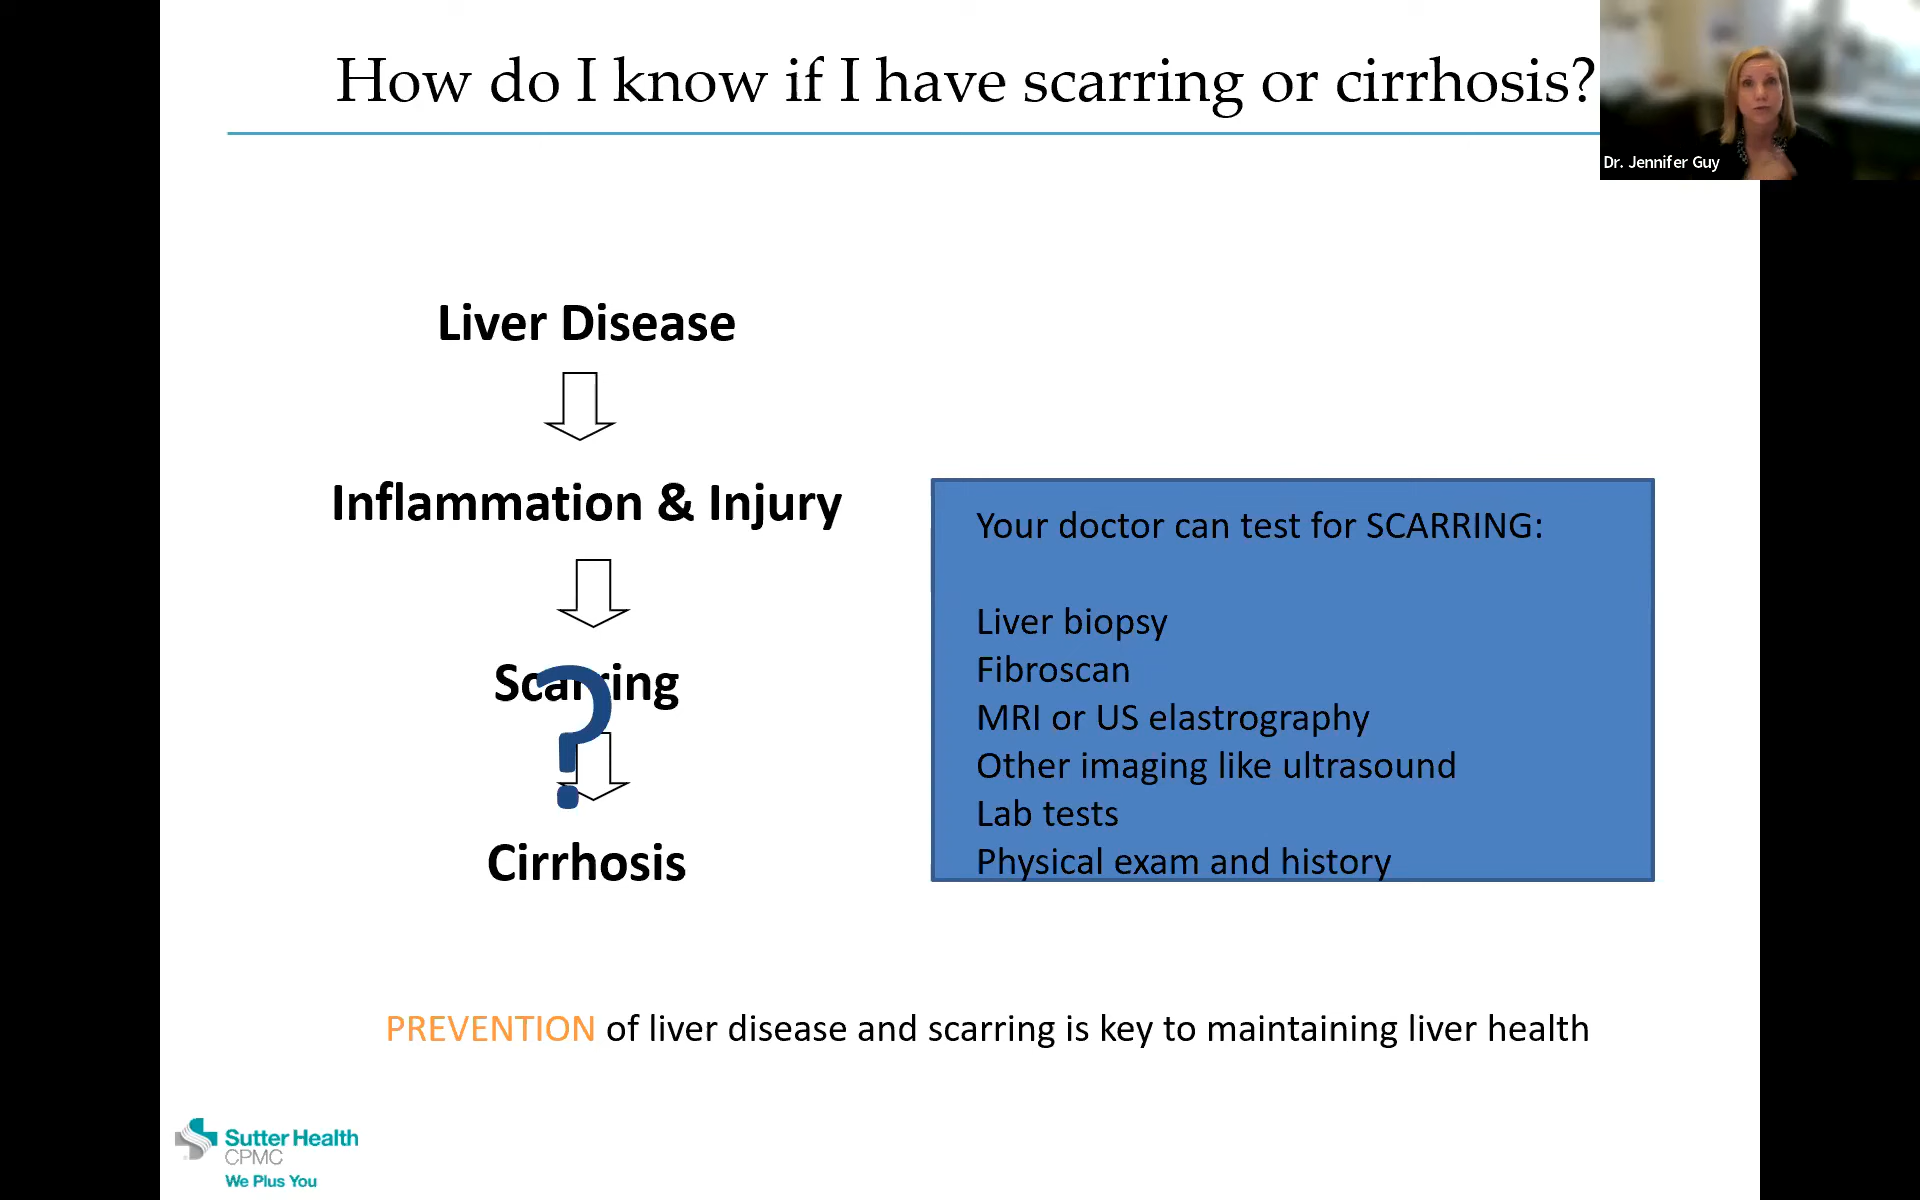 How do I know if I have scarring or cirrhosis?
Dr. Jennifer Guy
Liver Disease
Inflammation & Injury
Scarring
?
Cirrhosis
Your doctor can test for SCARRING:
Liver biopsy
Fibroscan
MRI or US elastrography
Other imaging like ultrasound
Lab tests
Physical exam and history
PREVENTION of liver disease and scarring is key to maintaining liver health
Sutter Health
CPMC
We Plus You